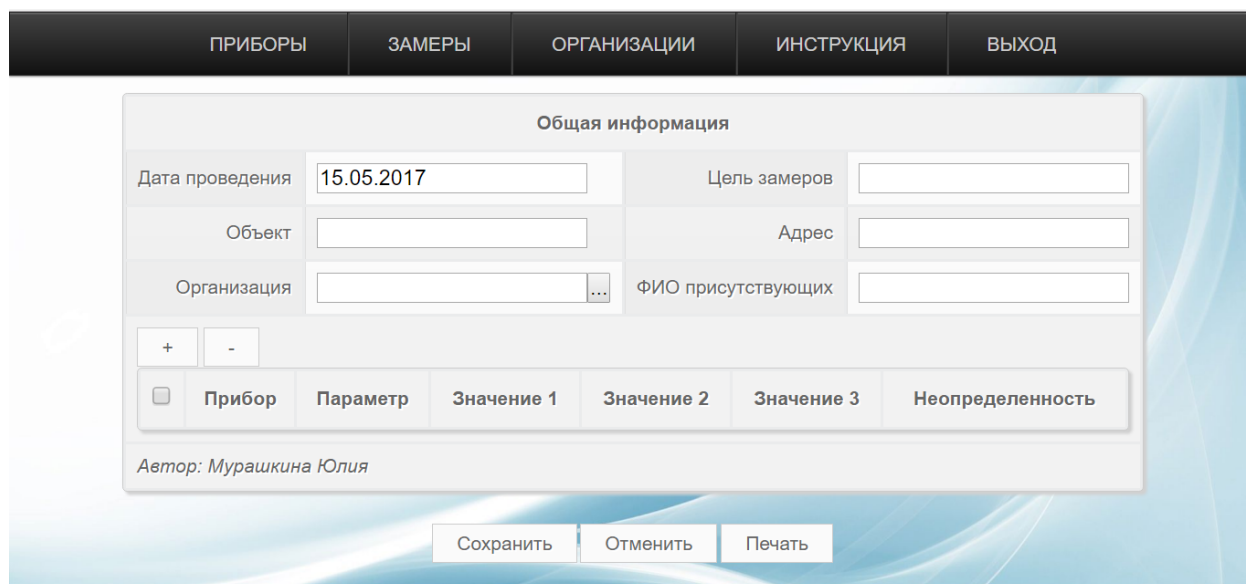 ПРИБОРЫ ЗАМЕРЫ ОРГАНИЗАЦИИ ИНСТРУКЦИЯ ВЫХОД
Общая информация
Дата проведения 15.05.2017 Цель замеров
Объект Адрес
Организация ... ФИО присутствующих
+ -
Прибор Параметр Значение 1 Значение 2 Значение 3 Неопределенность
Автор: Мурашкина Юлия
Сохранить Отменить Печать